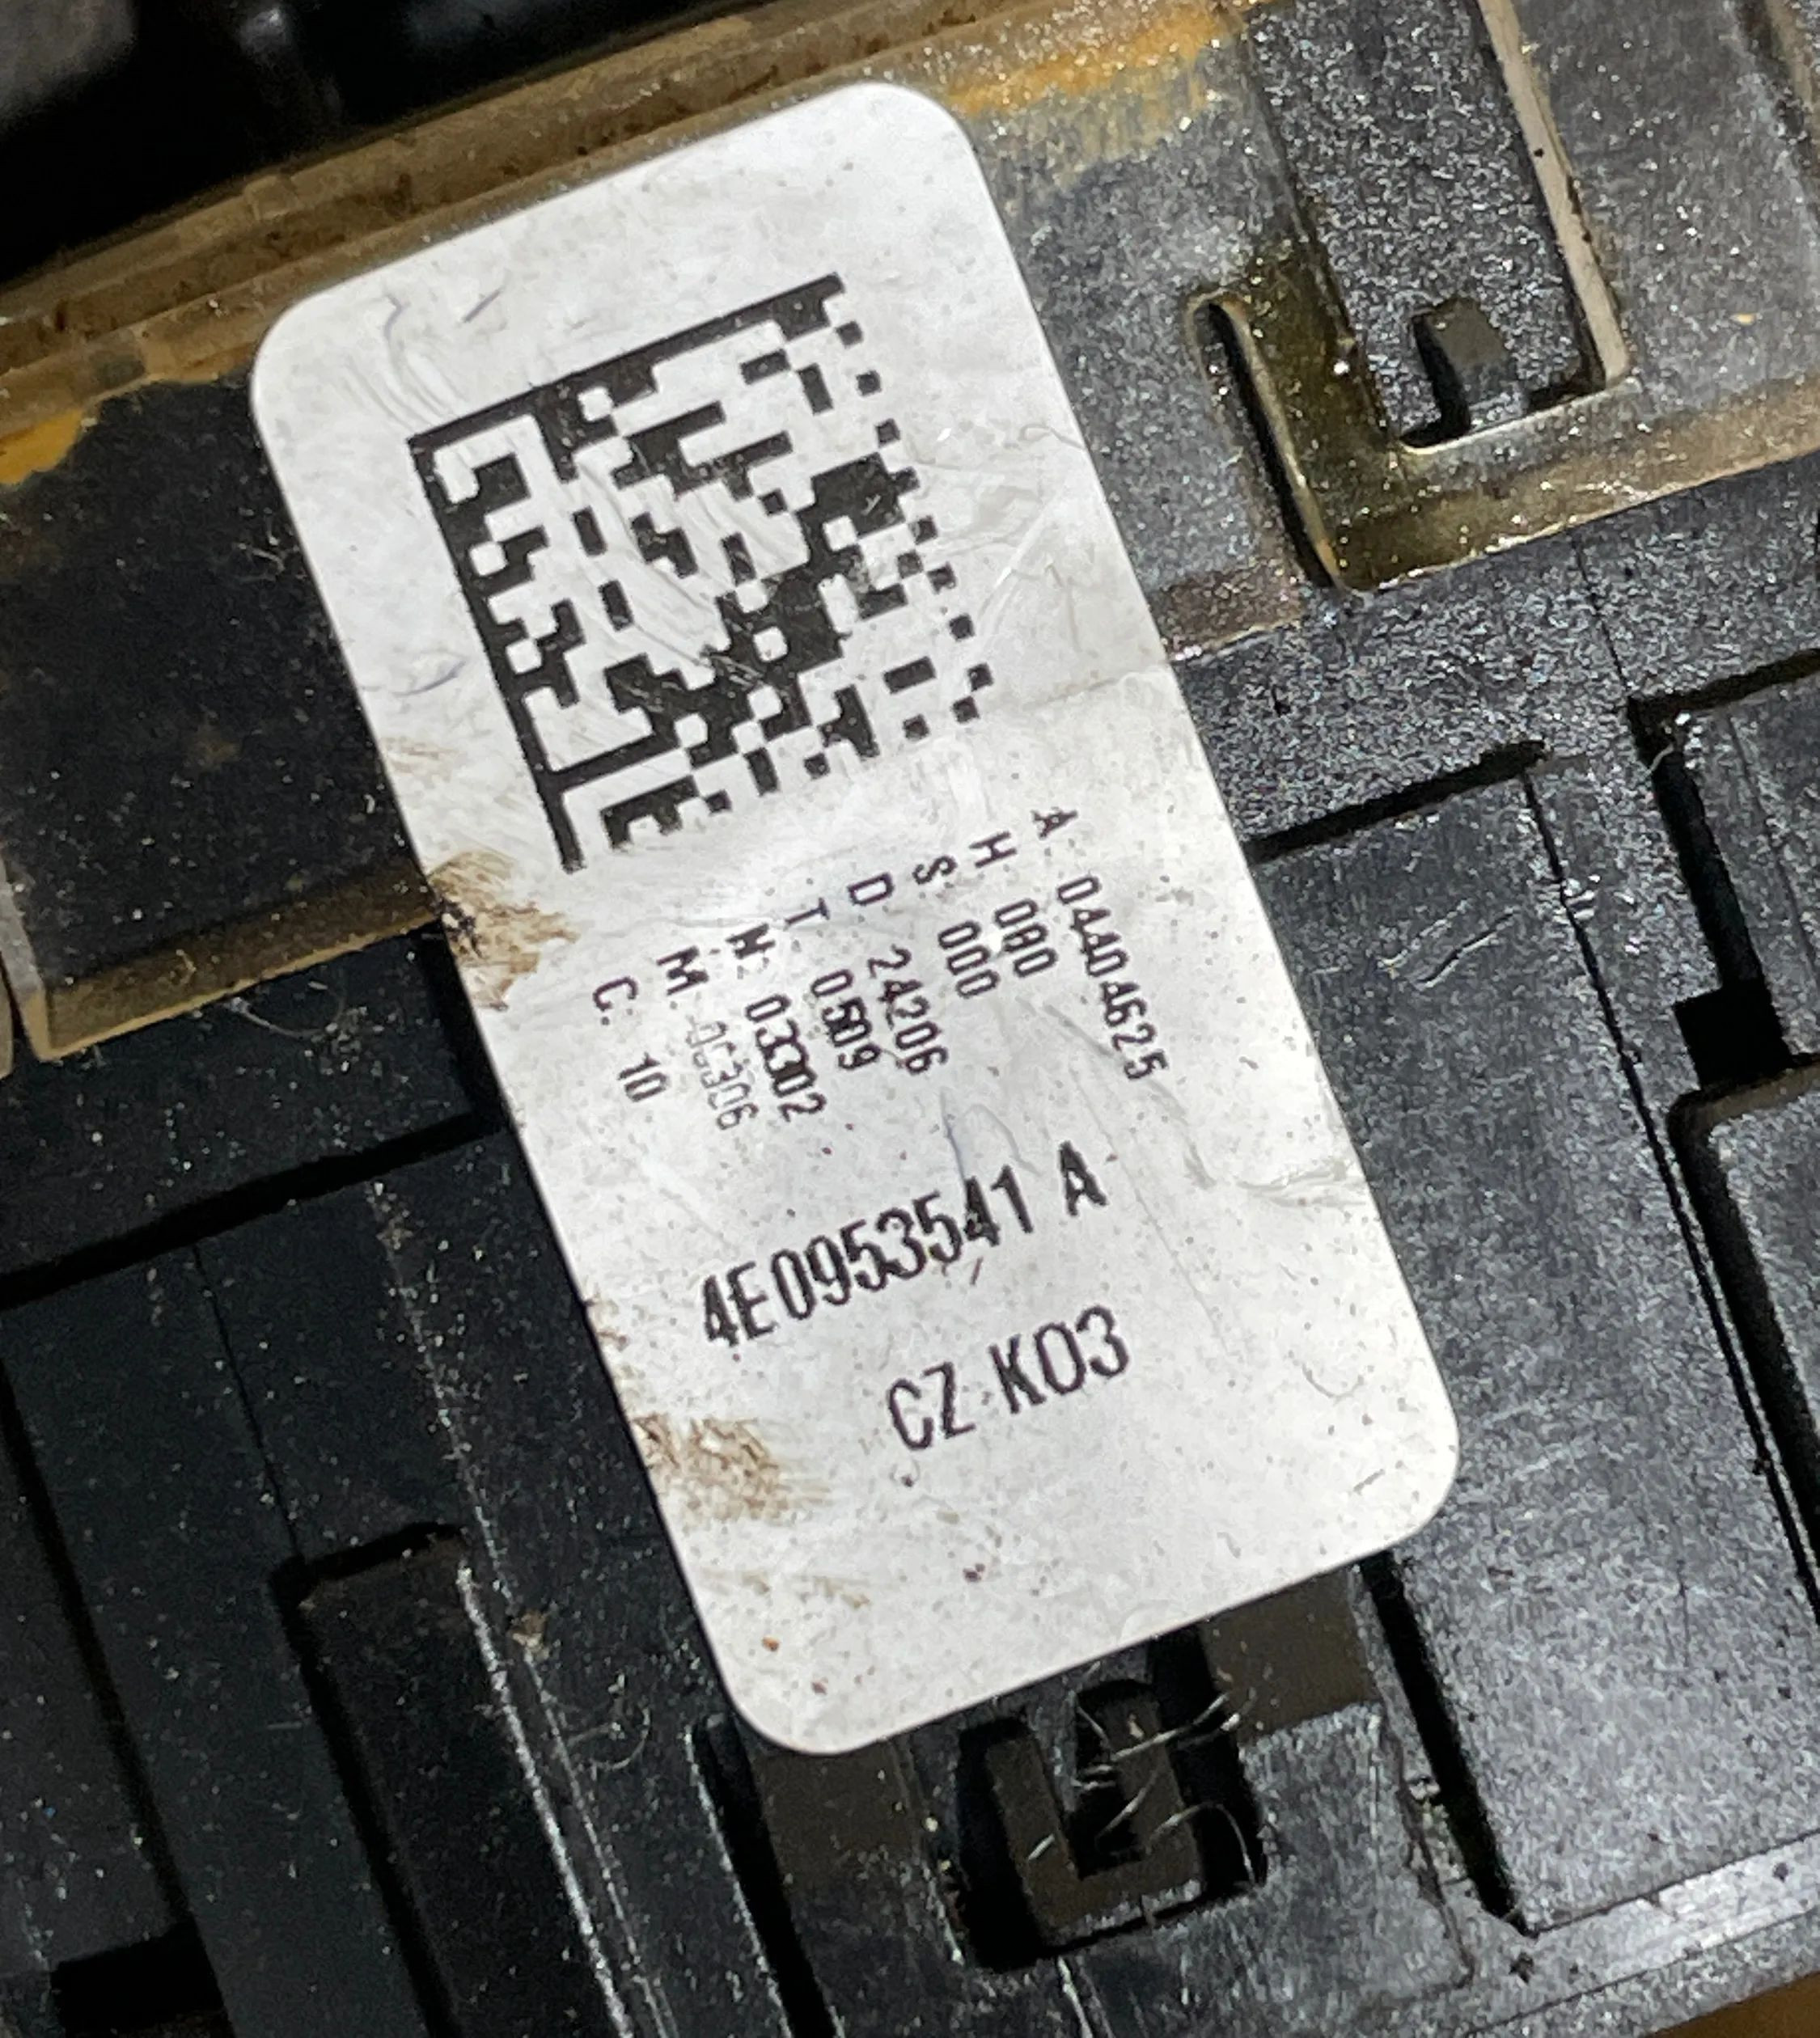 A 04404625
H 080
S. 000
D. 24206
T. 0509
N. 03302
M.
C. 10
4E0953541 A
CZ K03